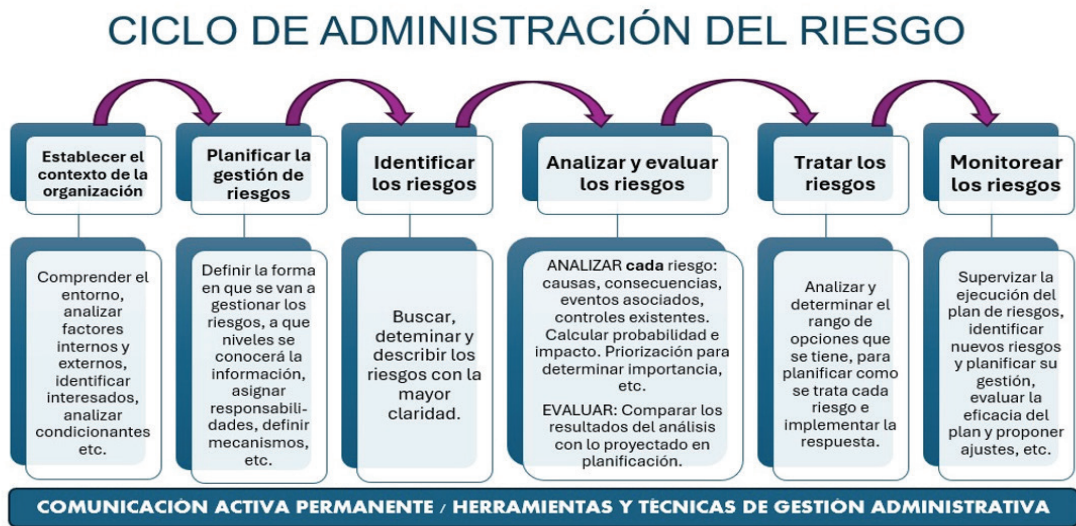 CICLO DE ADMINISTRACIÓN DEL RIESGO
Establecer el
contexto de la
organización
Comprender el
entorno,
analizar
factores
internos y
externos,
identificar
interesados,
analizar
condicionantes
etc.
Planificar la
gestión de
riesgos
Definir la forma
en que se van a
gestionar los
riesgos, a que
niveles se
conocerá la
información,
asignar
responsabili-
dades, definir
mecanismos,
etc.
Identificar
los riesgos
Buscar,
deteminar y
describir los
riesgos con la
mayor
claridad.
Analizar y evaluar
los riesgos
ANALIZAR cada riesgo:
causas, consecuencias,
eventos asociados,
controles existentes.
Calcular probabilidad e
impacto. Priorización para
determinar importancia,
etc.
EVALUAR: Comparar los
resultados del análisis
con lo proyectado en
planificación.
Tratar los
riesgos
Analizar y
determinar el
rango de
opciones que
se tiene, para
planificar como
se trata cada
riesgo e
implementar la
respuesta.
Monitorear
los riesgos
Supervizar la
ejecución del
plan de riesgos,
identificar
nuevos riesgos
y planificar su
gestión,
evaluar la
eficacia del
plan y proponer
ajustes, etc.
COMUNICACIÓN ACTIVA PERMANENTE / HERRAMIENTAS Y TÉCNICAS DE GESTIÓN ADMINISTRATIVA